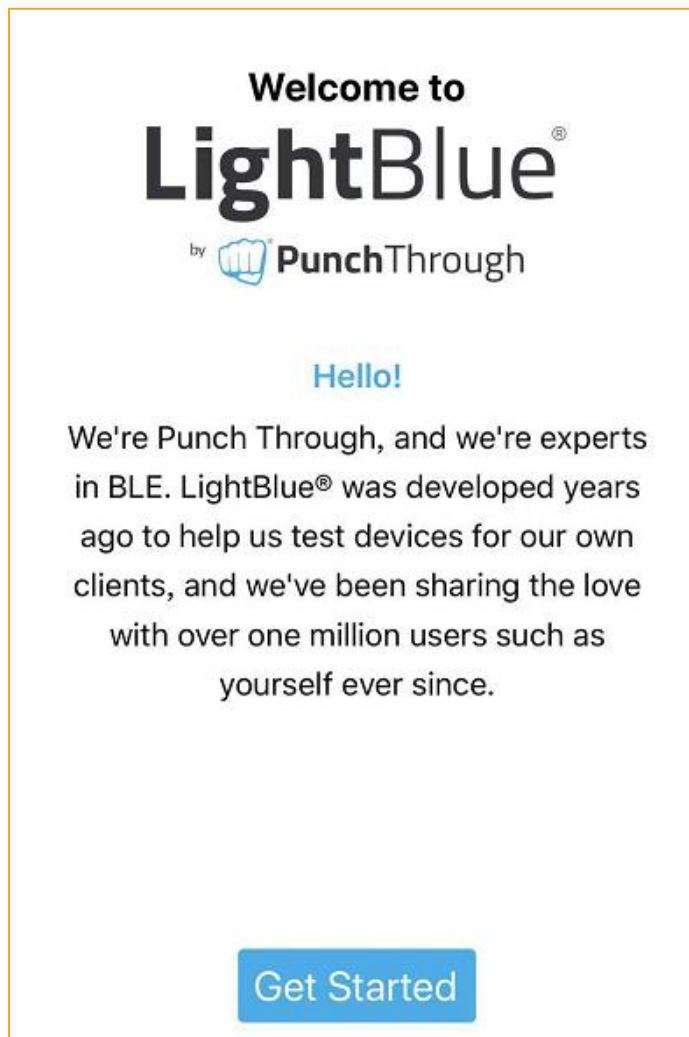 Welcome to
LightBlue®
by PunchThrough
Hello!
We're Punch Through, and we're experts
in BLE. LightBlue® was developed years
ago to help us test devices for our own
clients, and we've been sharing the love
with over one million users such as
yourself ever since.
Get Started